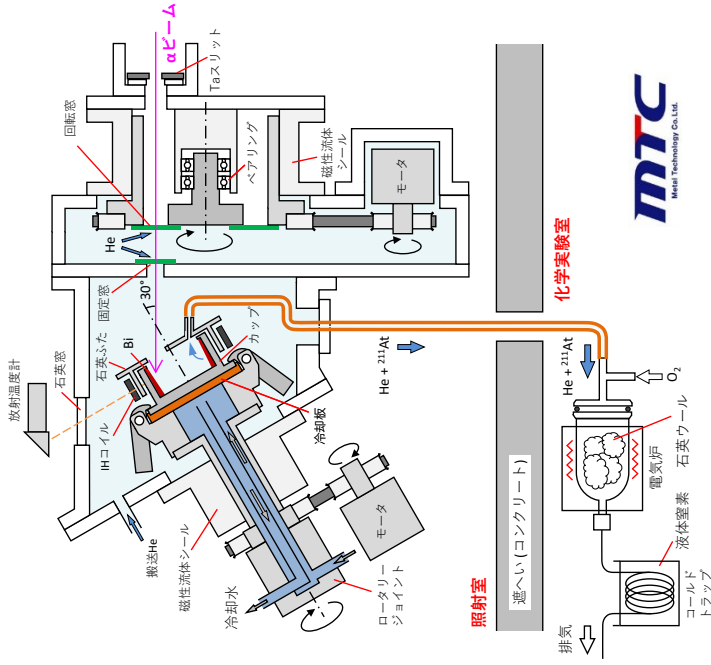 放射温度計
石英窓
石英ふた
固定窓
回転窓
αビーム
Taスリット
IHコイル
Bi
30°
He
ベアリング
磁性流体
シール
モータ
カップ
冷却板
搬送He
磁性流体シール
冷却水
モータ
ロータリー
ジョイント
He + ²¹¹At
照射室
化学実験室
遮へい (コンクリート)
He + ²¹¹At
O₂
電気炉
石英ウール
液体窒素
コールド
トラップ
排気
MTC
Metal Technology Co.Ltd.